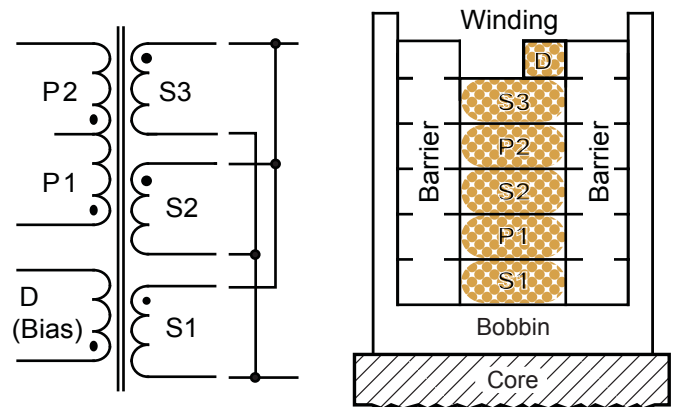 P2
P1
D
(Bias)
S3
S2
S1
Winding
D
S3
P2
S2
P1
S1
Barrier
Barrier
Bobbin
Core